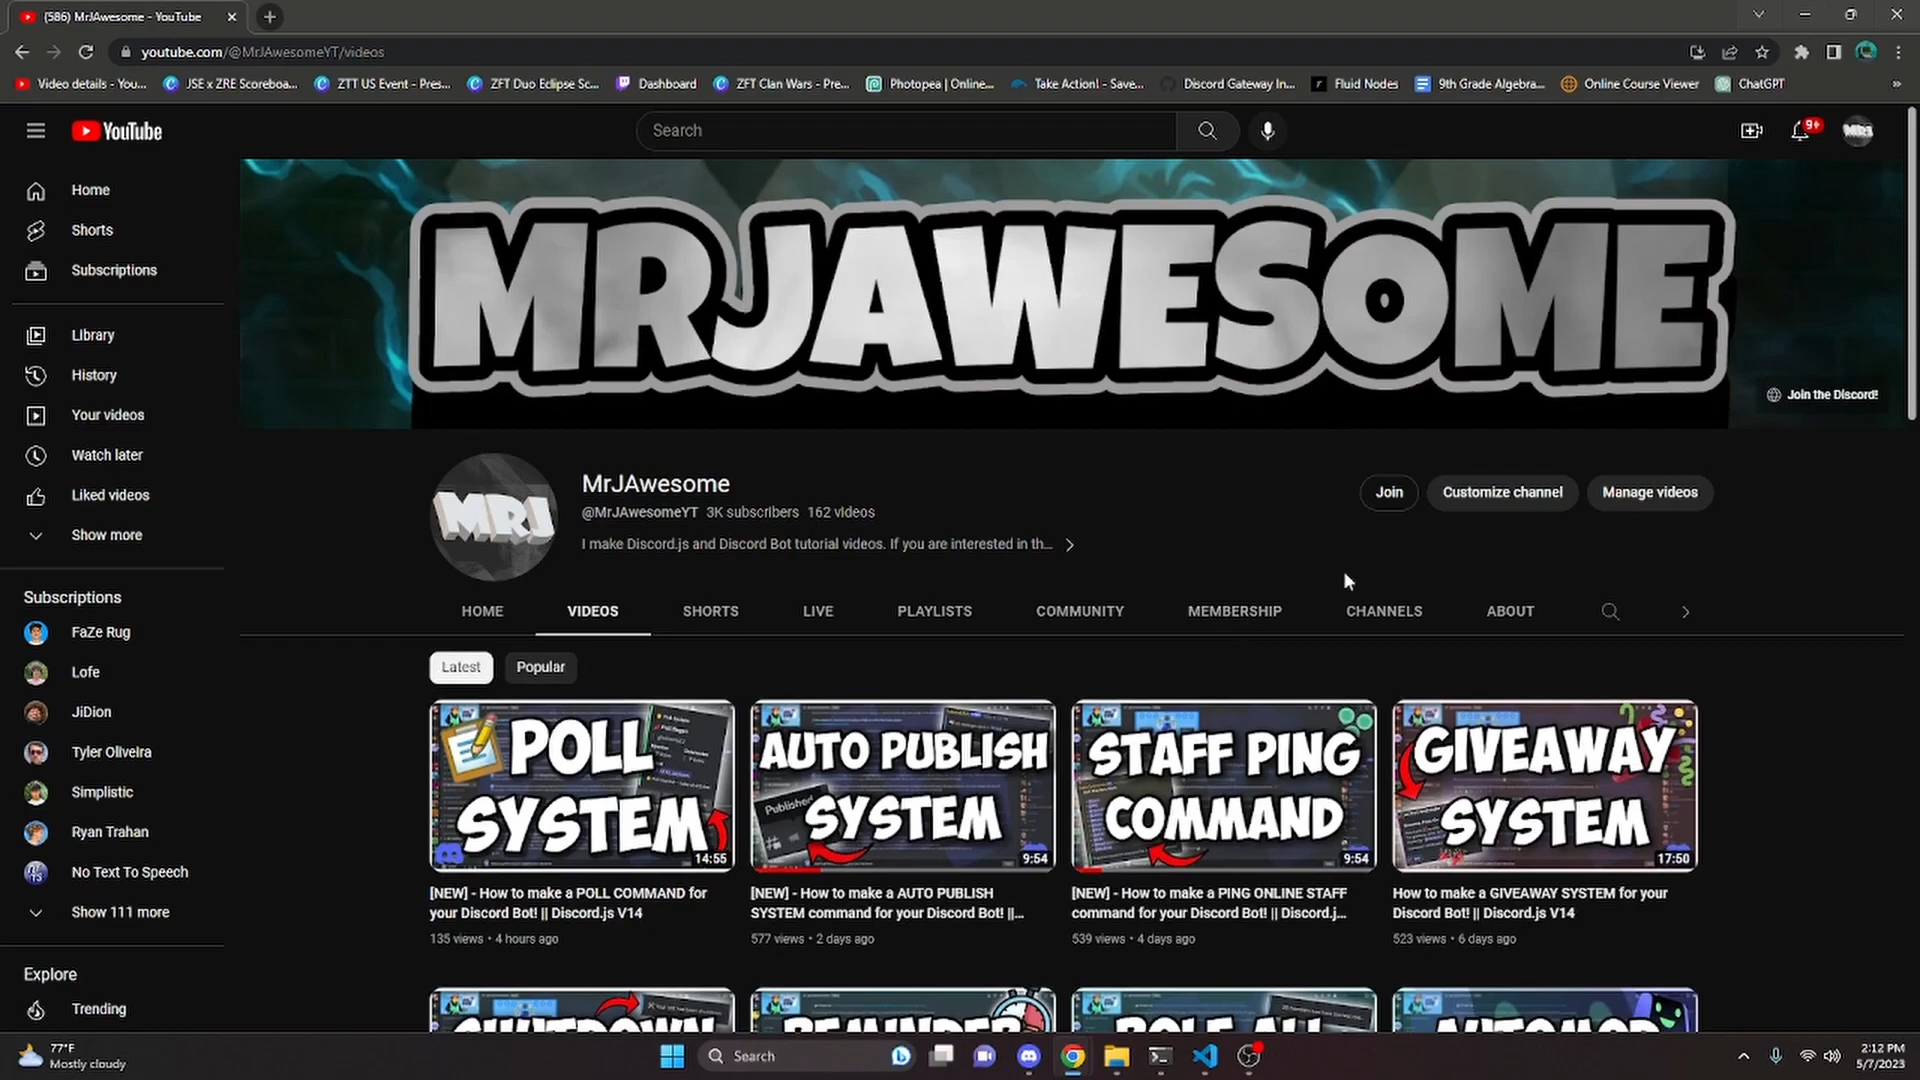 (586) MrJAwesome - YouTube
youtube.com/@MrJAwesomeYT/videos
Video details - You...
JSE x ZRE Scoreboa...
ZTT US Event - Pres...
ZFT Duo Eclipse Sc...
Dashboard
ZFT Clan Wars - Pre...
Photopea | Online...
Take Action! - Save...
Discord Gateway In...
Fluid Nodes
9th Grade Algebra...
Online Course Viewer
ChatGPT
YouTube
Search
9+
MRJ
Home
Shorts
Subscriptions
Library
History
Your videos
Watch later
Liked videos
Show more
Subscriptions
FaZe Rug
Lofe
JiDion
Tyler Oliveira
Simplistic
Ryan Trahan
No Text To Speech
Show 111 more
Explore
Trending
MRJAWESOME
Join the Discord!
MRJ
MrJAwesome
@MrJAwesomeYT 3K subscribers 162 videos
I make Discord.js and Discord Bot tutorial videos. If you are interested in th...
Join
Customize channel
Manage videos
HOME
VIDEOS
SHORTS
LIVE
PLAYLISTS
COMMUNITY
MEMBERSHIP
CHANNELS
ABOUT
Latest
Popular
POLL
SYSTEM
14:55
[NEW] - How to make a POLL COMMAND for
your Discord Bot! || Discord.js V14
135 views • 4 hours ago
AUTO PUBLISH
Published
SYSTEM
9:54
[NEW] - How to make a AUTO PUBLISH
SYSTEM command for your Discord Bot! ||...
577 views • 2 days ago
STAFF PING
COMMAND
9:54
[NEW] - How to make a PING ONLINE STAFF
command for your Discord Bot! || Discord.j...
539 views • 4 days ago
GIVEAWAY
SYSTEM
17:50
How to make a GIVEAWAY SYSTEM for your
Discord Bot! || Discord.js V14
523 views • 6 days ago
SHUTDOWN
REMINDER
ROLE ALL
AUTOMOD
77°F
Mostly cloudy
Search
2:12 PM
5/7/2023